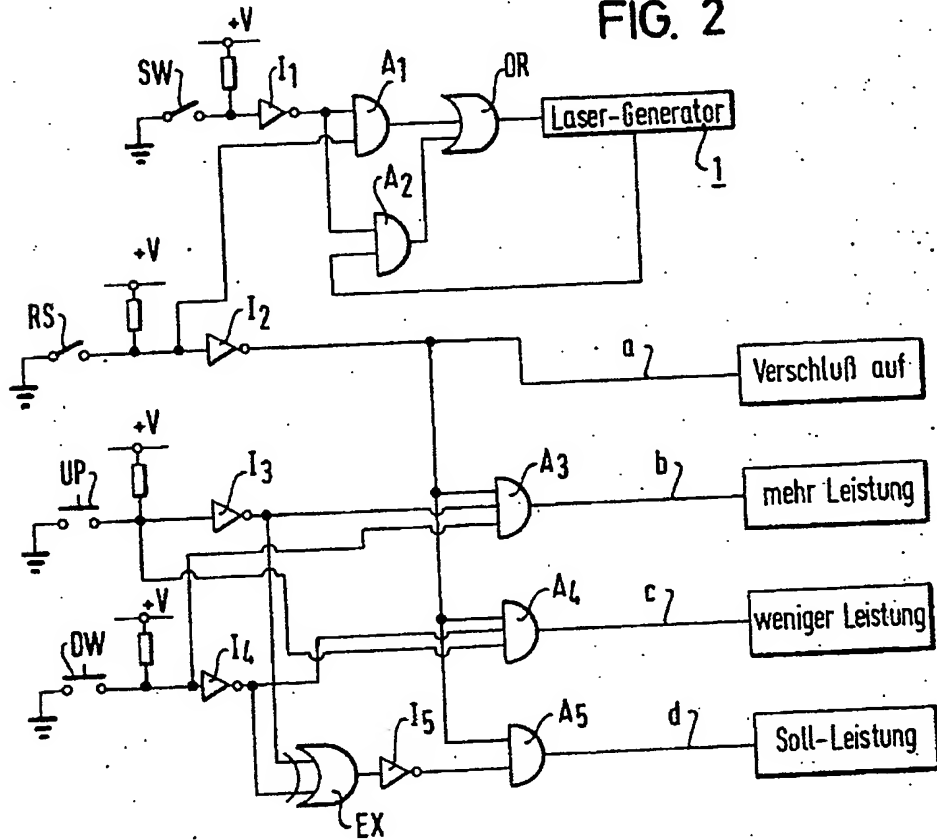 FIG. 2
+V
SW
I1
A1
OR
Laser-Generator
1
A2
+V
RS
I2
a
Verschluß auf
+V
UP
I3
A3
b
mehr Leistung
+V
DW
I4
A4
c
weniger Leistung
I5
A5
d
Soll-Leistung
EX